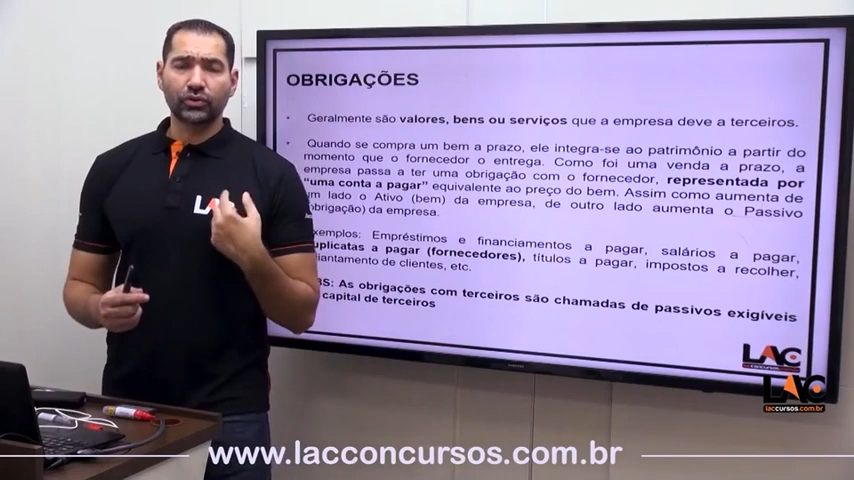 OBRIGAÇÕES
• Geralmente são valores, bens ou serviços que a empresa deve a terceiros.
• Quando se compra um bem a prazo, ele integra-se ao patrimônio a partir do
momento que o fornecedor o entrega. Como foi uma venda a prazo, a
empresa passa a ter uma obrigação com o fornecedor, representada por
"uma conta a pagar" equivalente ao preço do bem. Assim como aumenta de
um lado o Ativo (bem) da empresa, de outro lado aumenta o Passivo
obrigação) da empresa.
Empréstimos e financiamentos a pagar, salários a pagar,
a pagar (fornecedores), títulos a pagar, impostos a recolher,
de clientes, etc.
As obrigações com terceiros são chamadas de passivos exigíveis
capital de terceiros
LAC
CONCURSOS
LAC
laccursos.com.br
www.lacconcursos.com.br